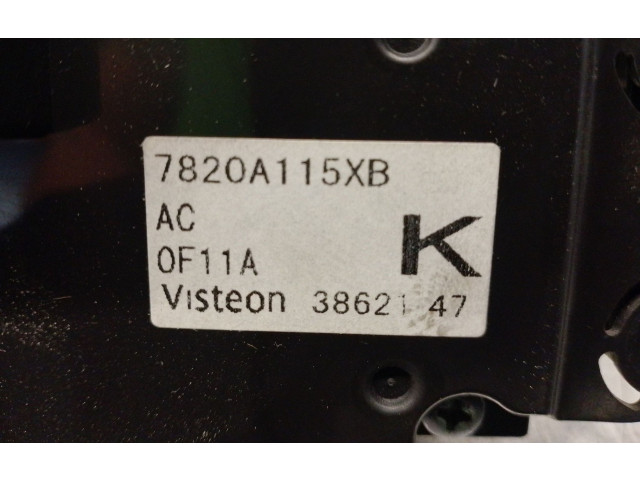 7820A115XB
AC
0F11A K
Visteon 38621 47